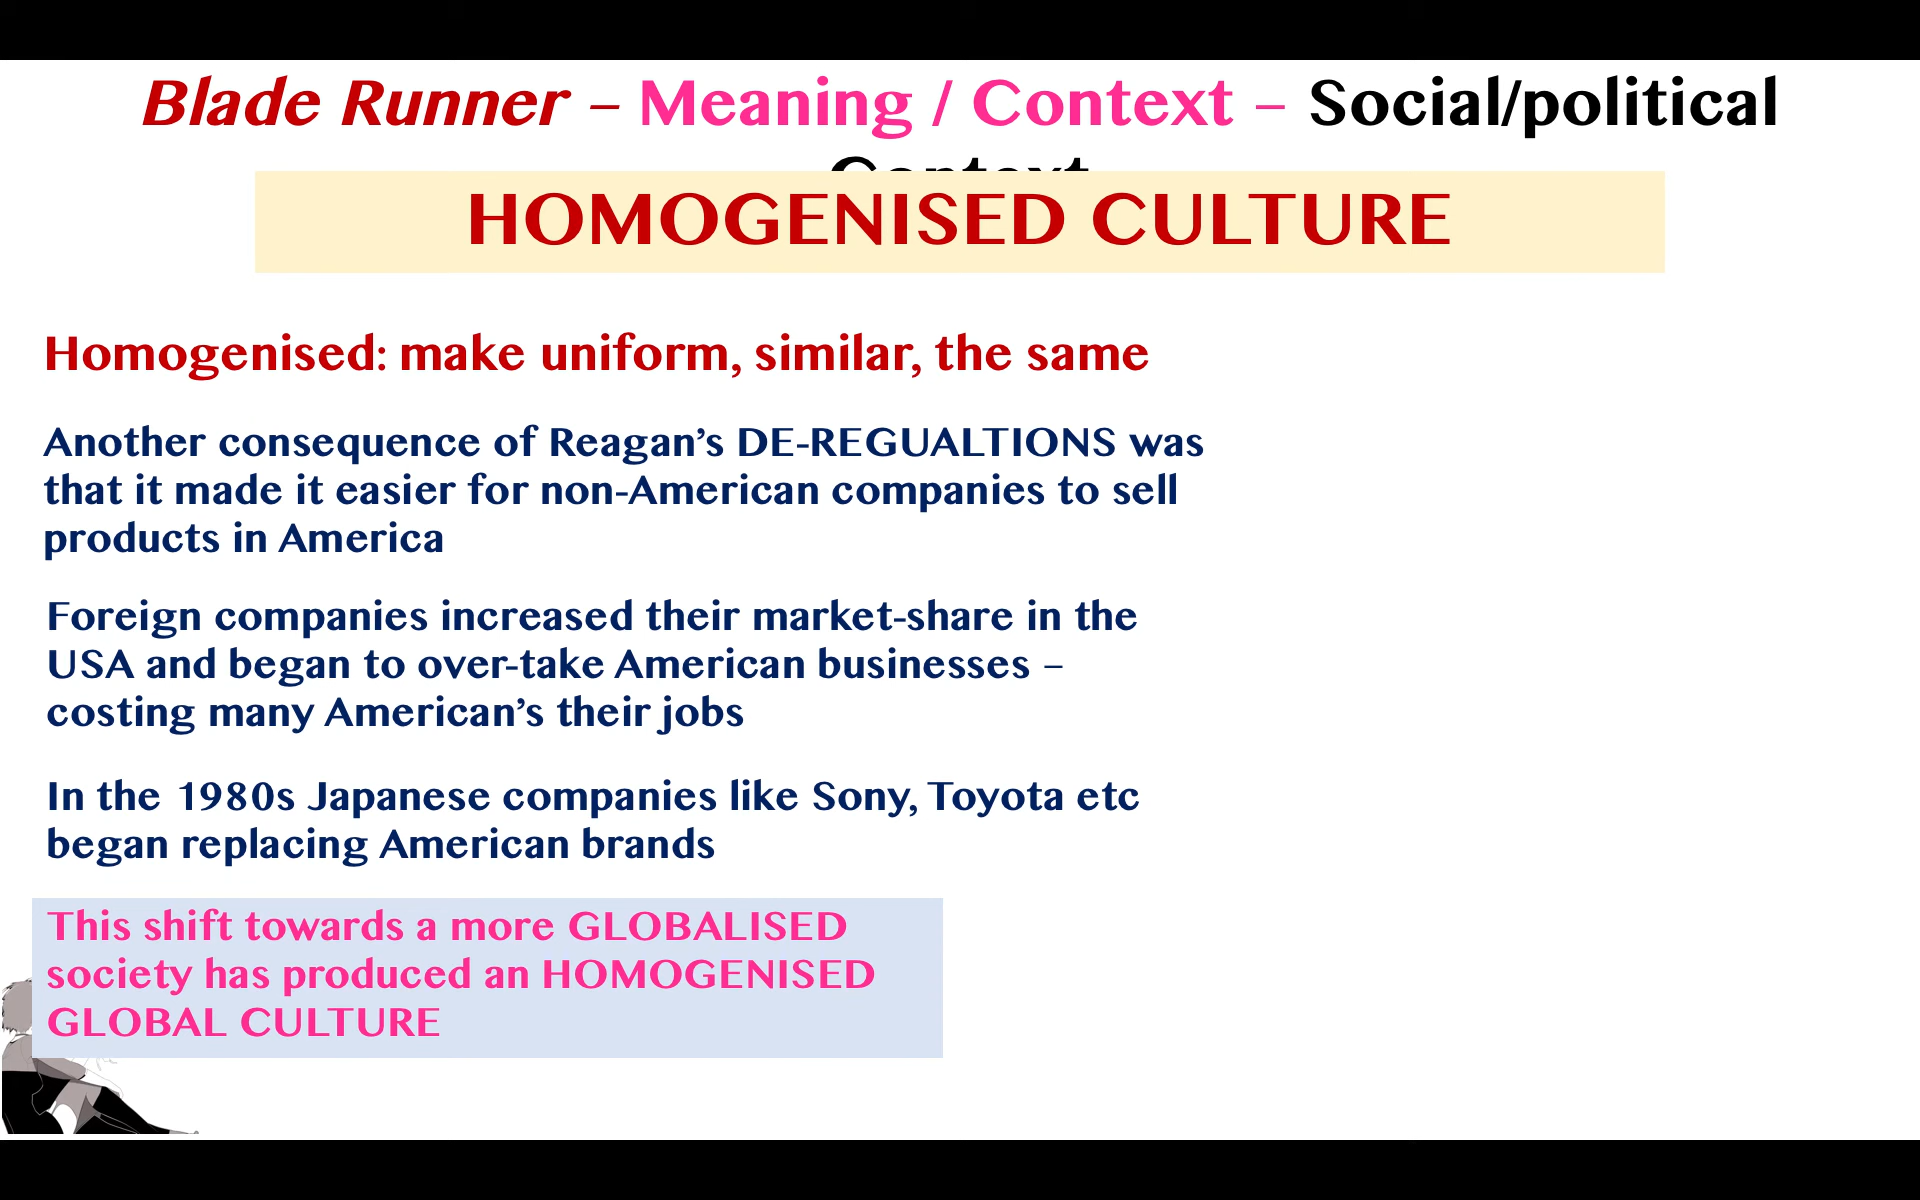 Blade Runner – Meaning / Context – Social/political
Context
HOMOGENISED CULTURE
Homogenised: make uniform, similar, the same
Another consequence of Reagan’s DE-REGUALTIONS was
that it made it easier for non-American companies to sell
products in America
Foreign companies increased their market-share in the
USA and began to over-take American businesses –
costing many American’s their jobs
In the 1980s Japanese companies like Sony, Toyota etc
began replacing American brands
This shift towards a more GLOBALISED
society has produced an HOMOGENISED
GLOBAL CULTURE